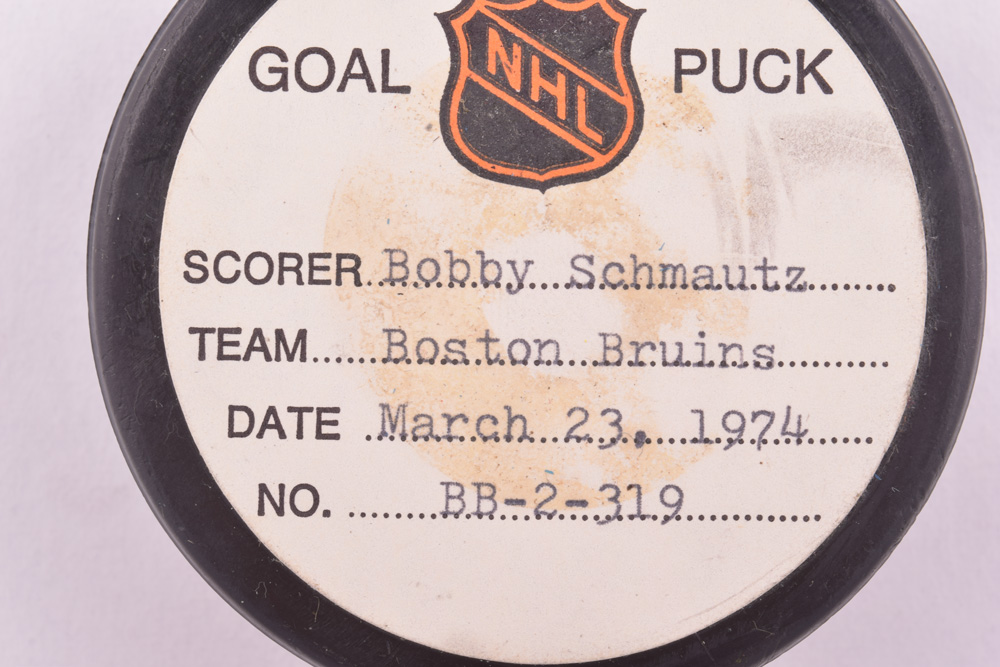 GOAL NHL PUCK
SCORER Bobby Schmautz
TEAM Boston Bruins
DATE March 23, 1974
NO. BB-2-319